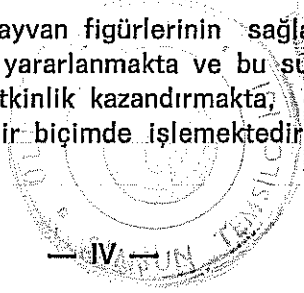 ayvan figürlerinin sağla
yararlanmakta ve bu sü
tkinlik kazandırmakta,
ir biçimde işlemektedir
— IV —